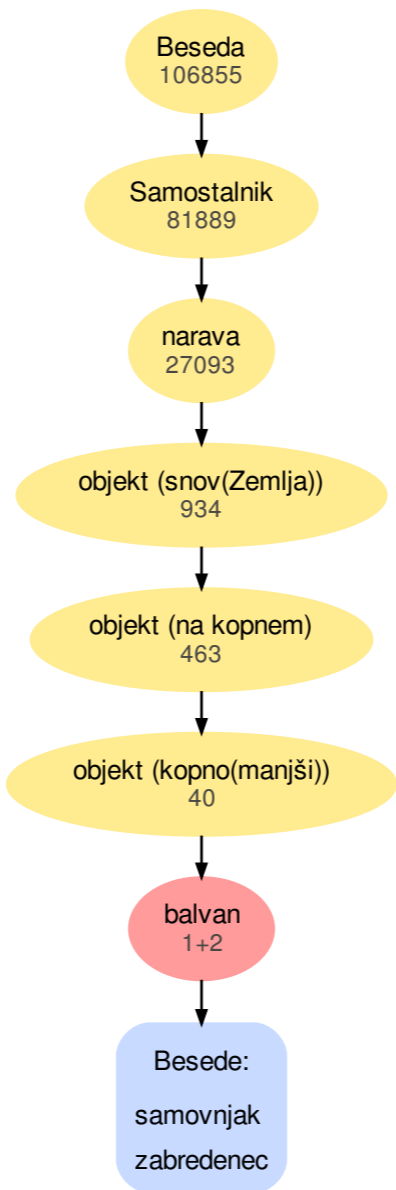 Beseda
106855
Samostalnik
81889
narava
27093
objekt (snov(Zemlja))
934
objekt (na kopnem)
463
objekt (kopno(manjši))
40
balvan
1+2
Besede:
samovnjak
zabredenec